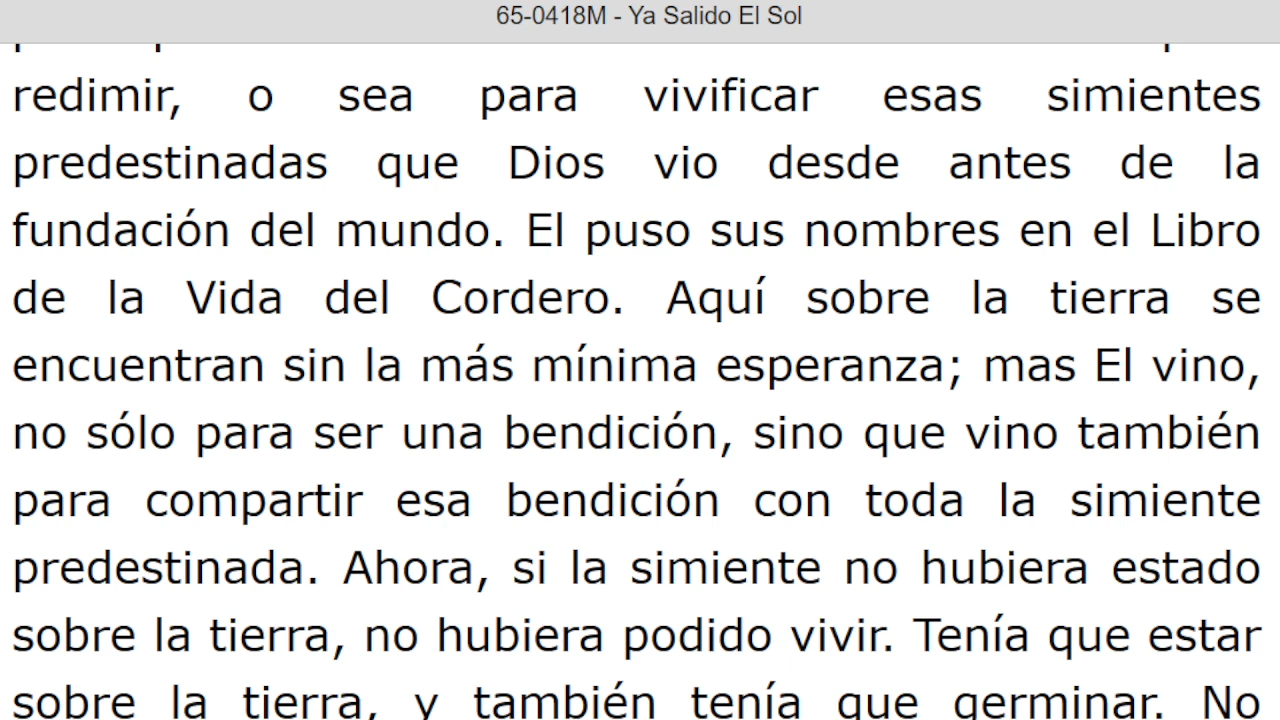 65-0418M - Ya Salido El Sol
redimir, o sea para vivificar esas simientes
predestinadas que Dios vio desde antes de la
fundación del mundo. El puso sus nombres en el Libro
de la Vida del Cordero. Aquí sobre la tierra se
encuentran sin la más mínima esperanza; mas El vino,
no sólo para ser una bendición, sino que vino también
para compartir esa bendición con toda la simiente
predestinada. Ahora, si la simiente no hubiera estado
sobre la tierra, no hubiera podido vivir. Tenía que estar
sobre la tierra, y también tenía que germinar. No